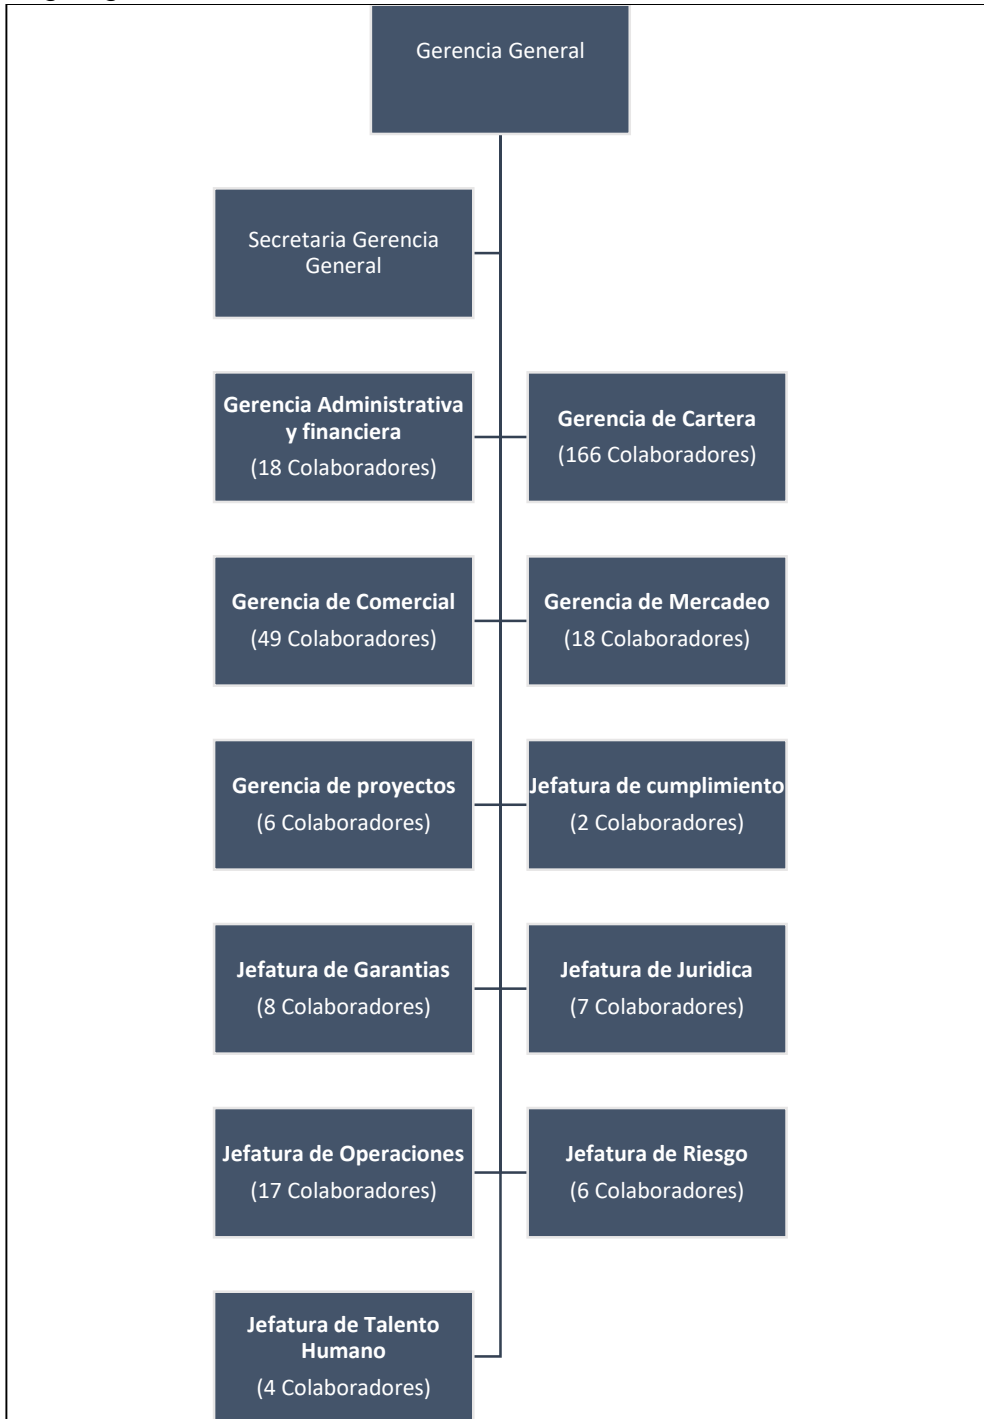 Gerencia General
Secretaria Gerencia
General
Gerencia Administrativa
y financiera
(18 Colaboradores)
Gerencia de Cartera
(166 Colaboradores)
Gerencia de Comercial
(49 Colaboradores)
Gerencia de Mercadeo
(18 Colaboradores)
Gerencia de proyectos
(6 Colaboradores)
Jefatura de cumplimiento
(2 Colaboradores)
Jefatura de Garantias
(8 Colaboradores)
Jefatura de Juridica
(7 Colaboradores)
Jefatura de Operaciones
(17 Colaboradores)
Jefatura de Riesgo
(6 Colaboradores)
Jefatura de Talento
Humano
(4 Colaboradores)